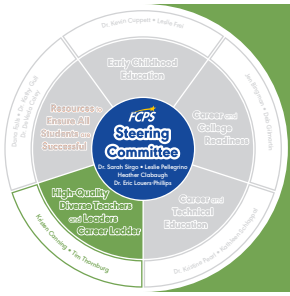 Dr. Kevin Cuppett • Leslie Frei
Early Childhood
Education
Resources to
Ensure All
Students are
Successful
Career and
College
Readiness
FCPS
Steering
Committee
Dr. Sarah Sirgo • Leslie Pellegrino
Heather Clabaugh
Dr. Eric Louers-Phillips
High-Quality
Diverse Teachers
and Leaders
Career Ladder
Career and
Technical
Education
Kirsten Canning • Tim Thornburg